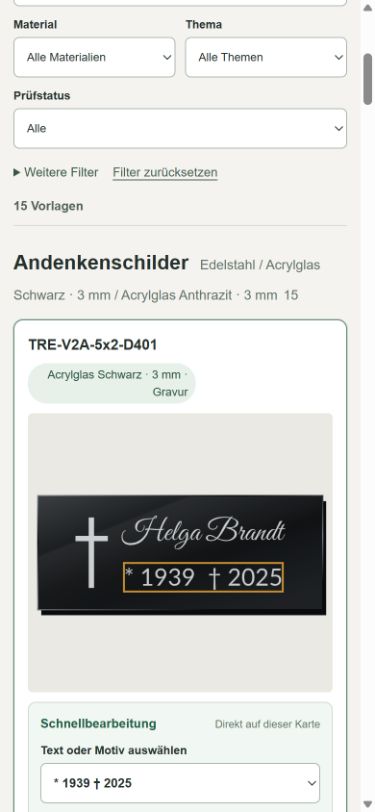 Material
Thema
Alle Materialien
Alle Themen
Prüfstatus
Alle
▶ Weitere Filter Filter zurücksetzen
15 Vorlagen
Andenkenschilder Edelstahl / Acrylglas
Schwarz · 3 mm / Acrylglas Anthrazit · 3 mm 15
TRE-V2A-5x2-D401
Acrylglas Schwarz · 3 mm ·
Gravur
Helga Brandt
* 1939 † 2025
Schnellbearbeitung Direkt auf dieser Karte
Text oder Motiv auswählen
* 1939 † 2025